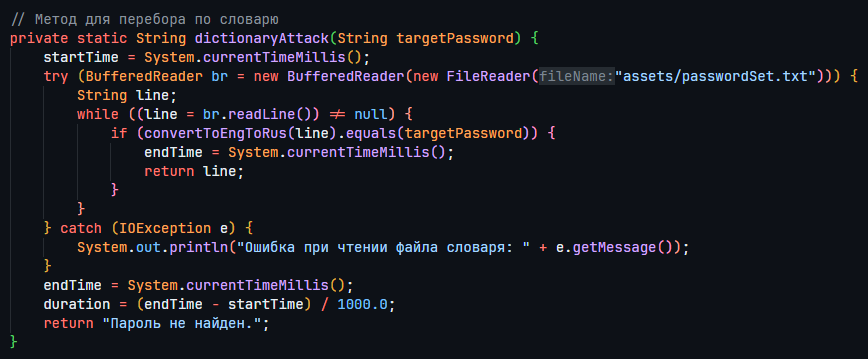 // Метод для перебора по словарю
private static String dictionaryAttack(String targetPassword) {
    startTime = System.currentTimeMillis();
    try (BufferedReader br = new BufferedReader(new FileReader(fileName:"assets/passwordSet.txt"))) {
        String line;
        while ((line = br.readLine()) != null) {
            if (convertToEngToRus(line).equals(targetPassword)) {
                endTime = System.currentTimeMillis();
                return line;
            }
        }
    } catch (IOException e) {
        System.out.println("Ошибка при чтении файла словаря: " + e.getMessage());
    }
    endTime = System.currentTimeMillis();
    duration = (endTime - startTime) / 1000.0;
    return "Пароль не найден.";
}